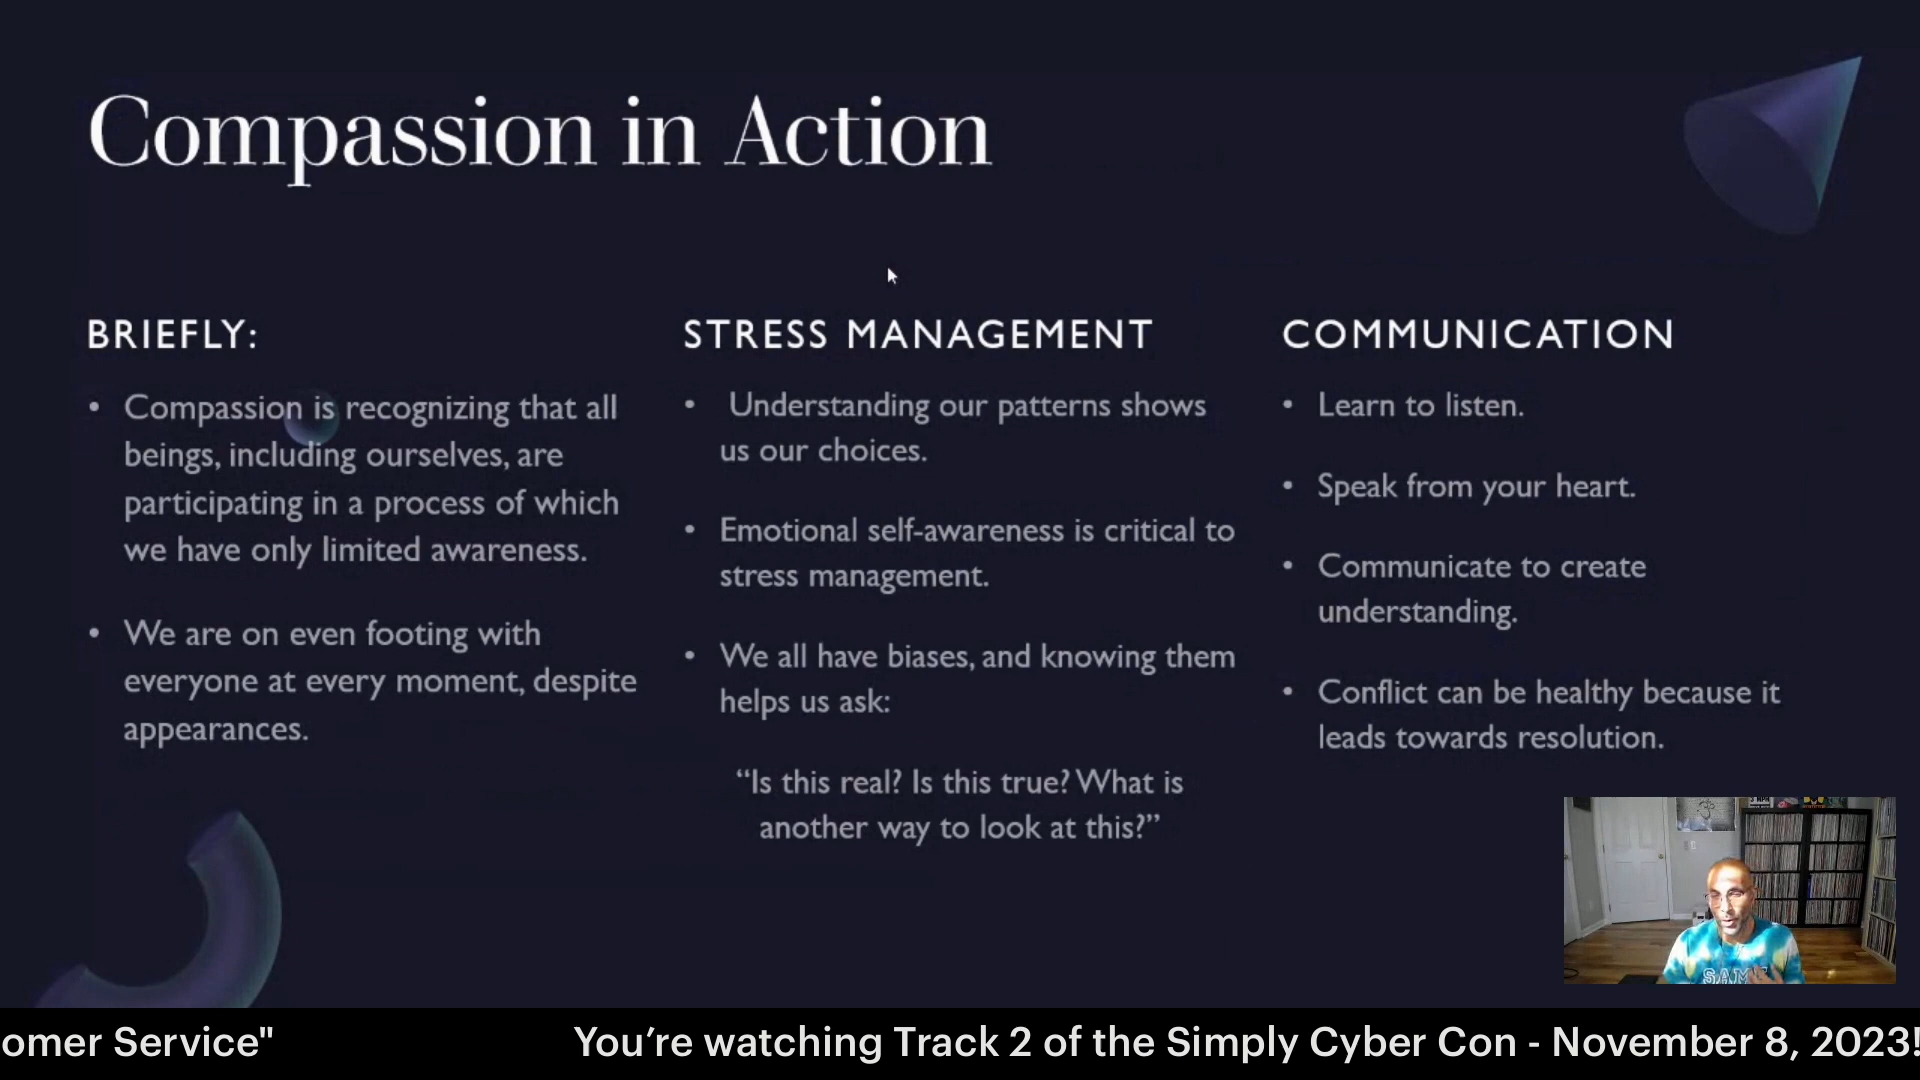 Compassion in Action
BRIEFLY:
• Compassion is recognizing that all
beings, including ourselves, are
participating in a process of which
we have only limited awareness.
• We are on even footing with
everyone at every moment, despite
appearances.
STRESS MANAGEMENT
• Understanding our patterns shows
us our choices.
• Emotional self-awareness is critical to
stress management.
• We all have biases, and knowing them
helps us ask:
“Is this real? Is this true? What is
another way to look at this?”
COMMUNICATION
• Learn to listen.
• Speak from your heart.
• Communicate to create
understanding.
• Conflict can be healthy because it
leads towards resolution.
omer Service" You’re watching Track 2 of the Simply Cyber Con - November 8, 2023!